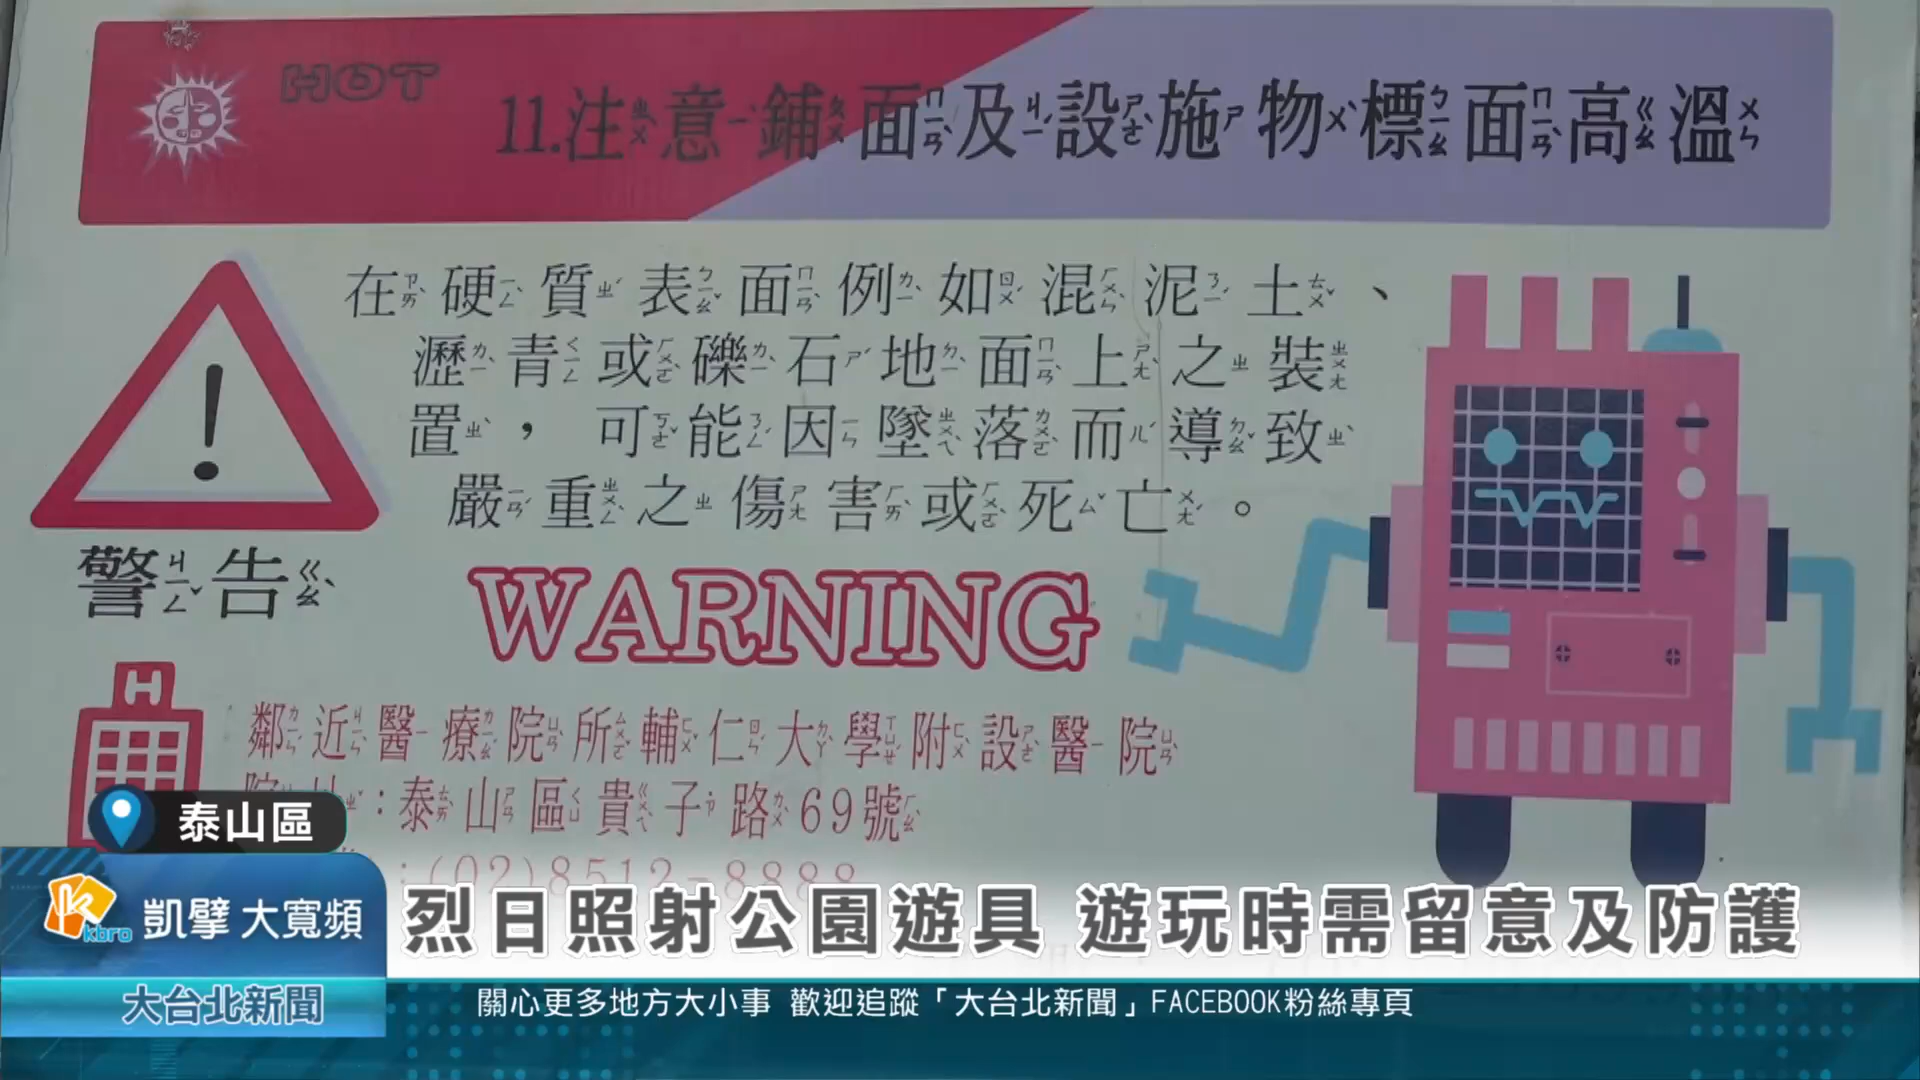 HOT
11.注意鋪面及設施物標面高溫
在硬質表面例如混泥土、
瀝青或礫石地面上之裝
置，可能因墜落而導致
嚴重之傷害或死亡。
警告
WARNING
H
鄰近醫療院所輔仁大學附設醫院
院址:泰山區貴子路69號
:(02)8512-8888
泰山區
kbro
凱擘大寬頻
烈日照射公園遊具 遊玩時需留意及防護
大台北新聞
關心更多地方大小事 歡迎追蹤「大台北新聞」FACEBOOK粉絲專頁